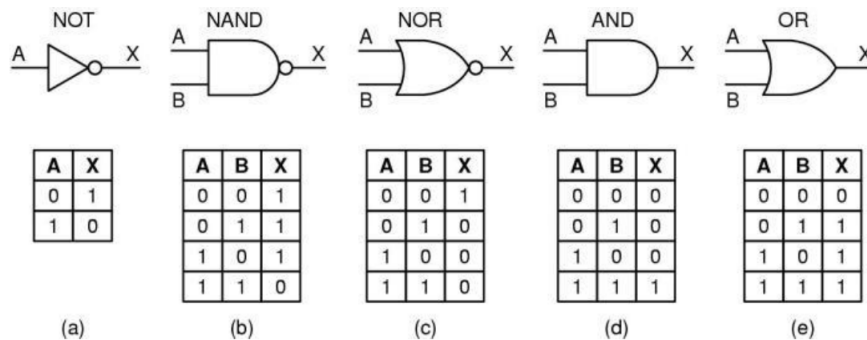 NOT NAND NOR AND OR
A X A X A X A X A X
B B B B
A X A B X A B X A B X A B X
0 1 0 0 1 0 0 1 0 0 0 0 0 0
1 0 0 1 1 0 1 0 0 1 0 0 1 1
1 0 1 1 0 0 1 0 0 1 0 1
1 1 0 1 1 0 1 1 1 1 1 1
(a) (b) (c) (d) (e)